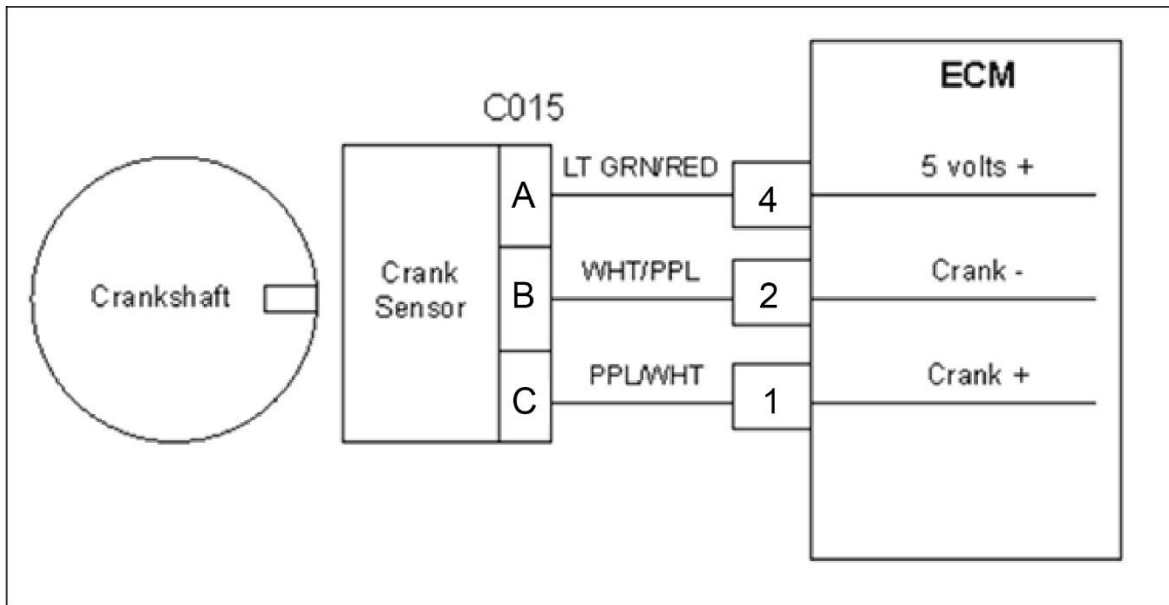 ECM
C015
LT GRN/RED
A
4
5 volts +
Crankshaft
Crank
Sensor
WHT/PPL
B
2
Crank -
PPL/WHT
C
1
Crank +